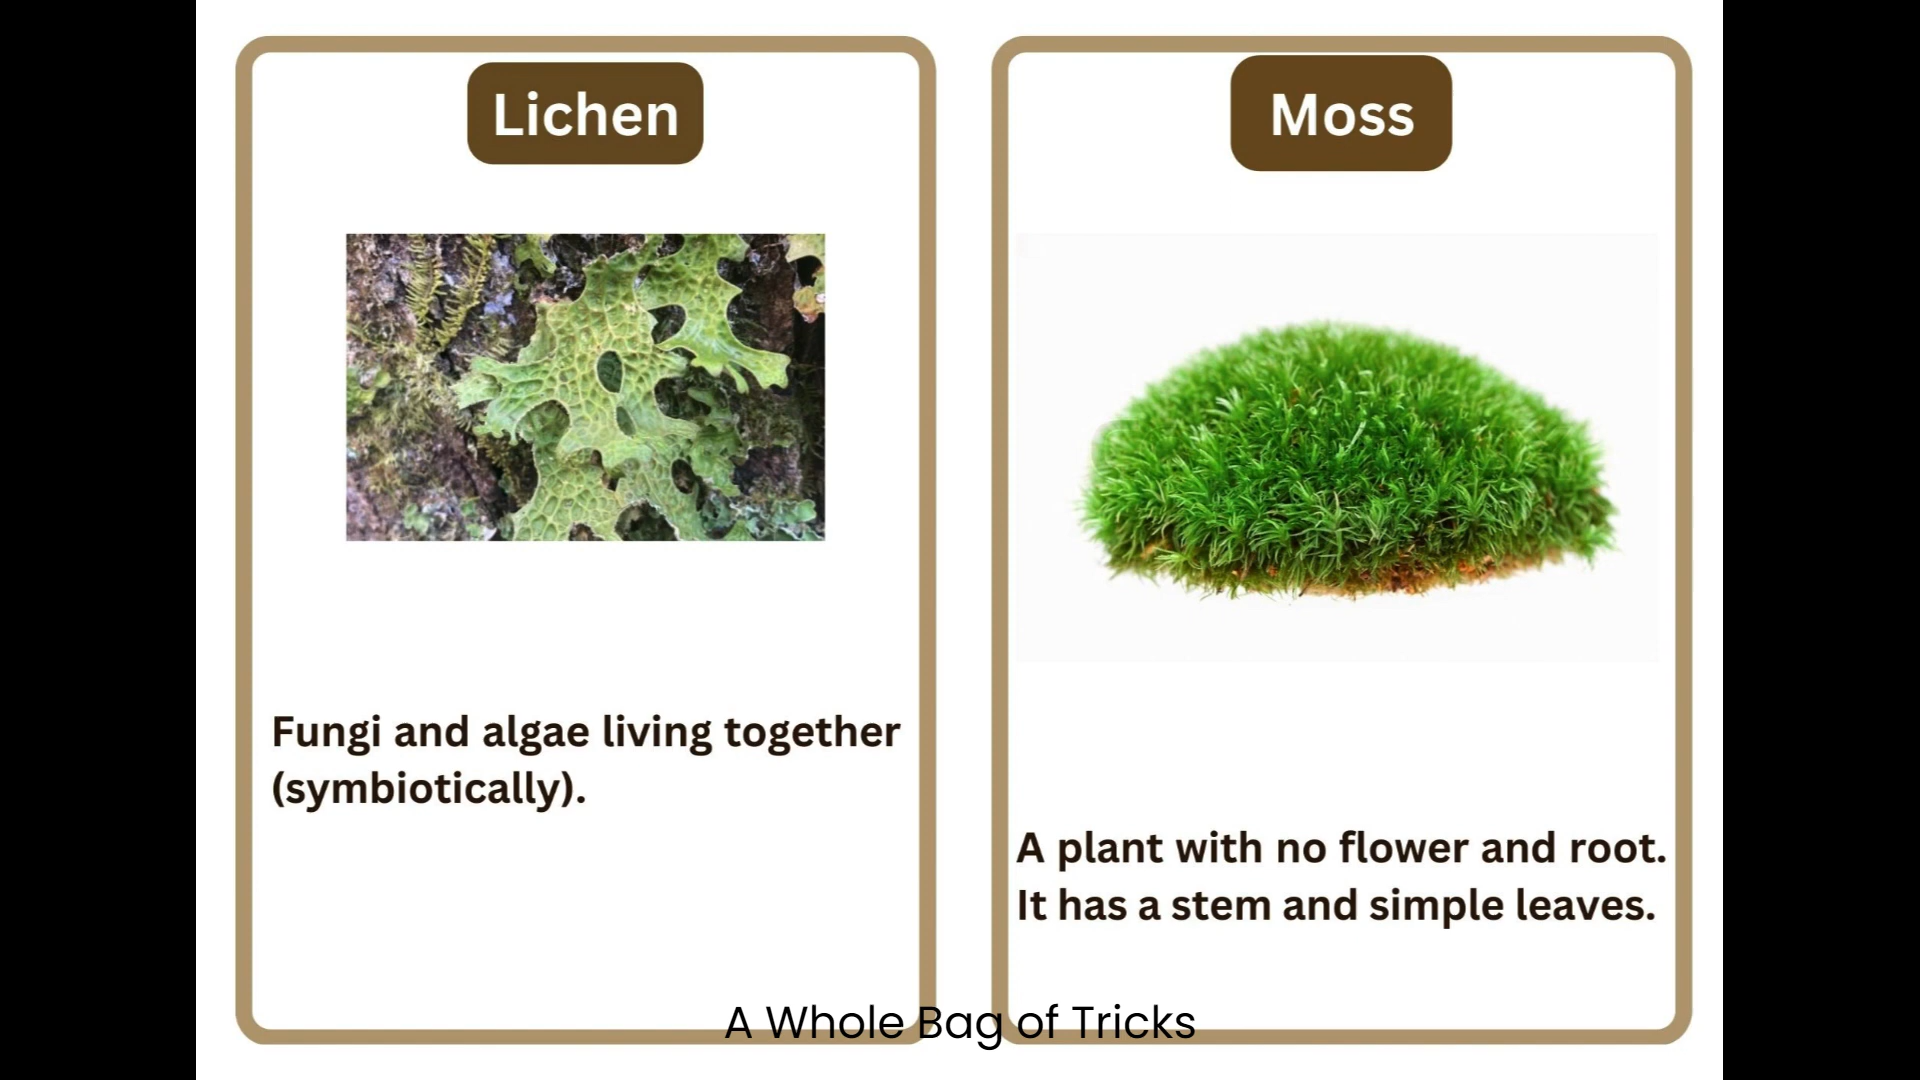 Lichen
Fungi and algae living together
(symbiotically).
Moss
A plant with no flower and root.
It has a stem and simple leaves.
A Whole Bag of Tricks